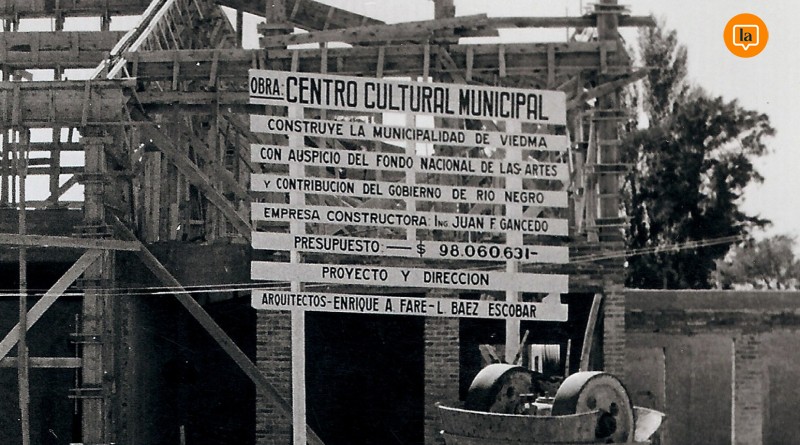 la
OBRA: CENTRO CULTURAL MUNICIPAL
CONSTRUYE LA MUNICIPALIDAD DE VIEDMA
CON AUSPICIO DEL FONDO NACIONAL DE LAS ARTES
Y CONTRIBUCION DEL GOBIERNO DE RIO NEGRO
EMPRESA CONSTRUCTORA: ING JUAN F. GANCEDO
PRESUPUESTO: — $ 98.060.631-
PROYECTO Y DIRECCION
ARQUITECTOS-ENRIQUE A. FARE-L. BAEZ ESCOBAR